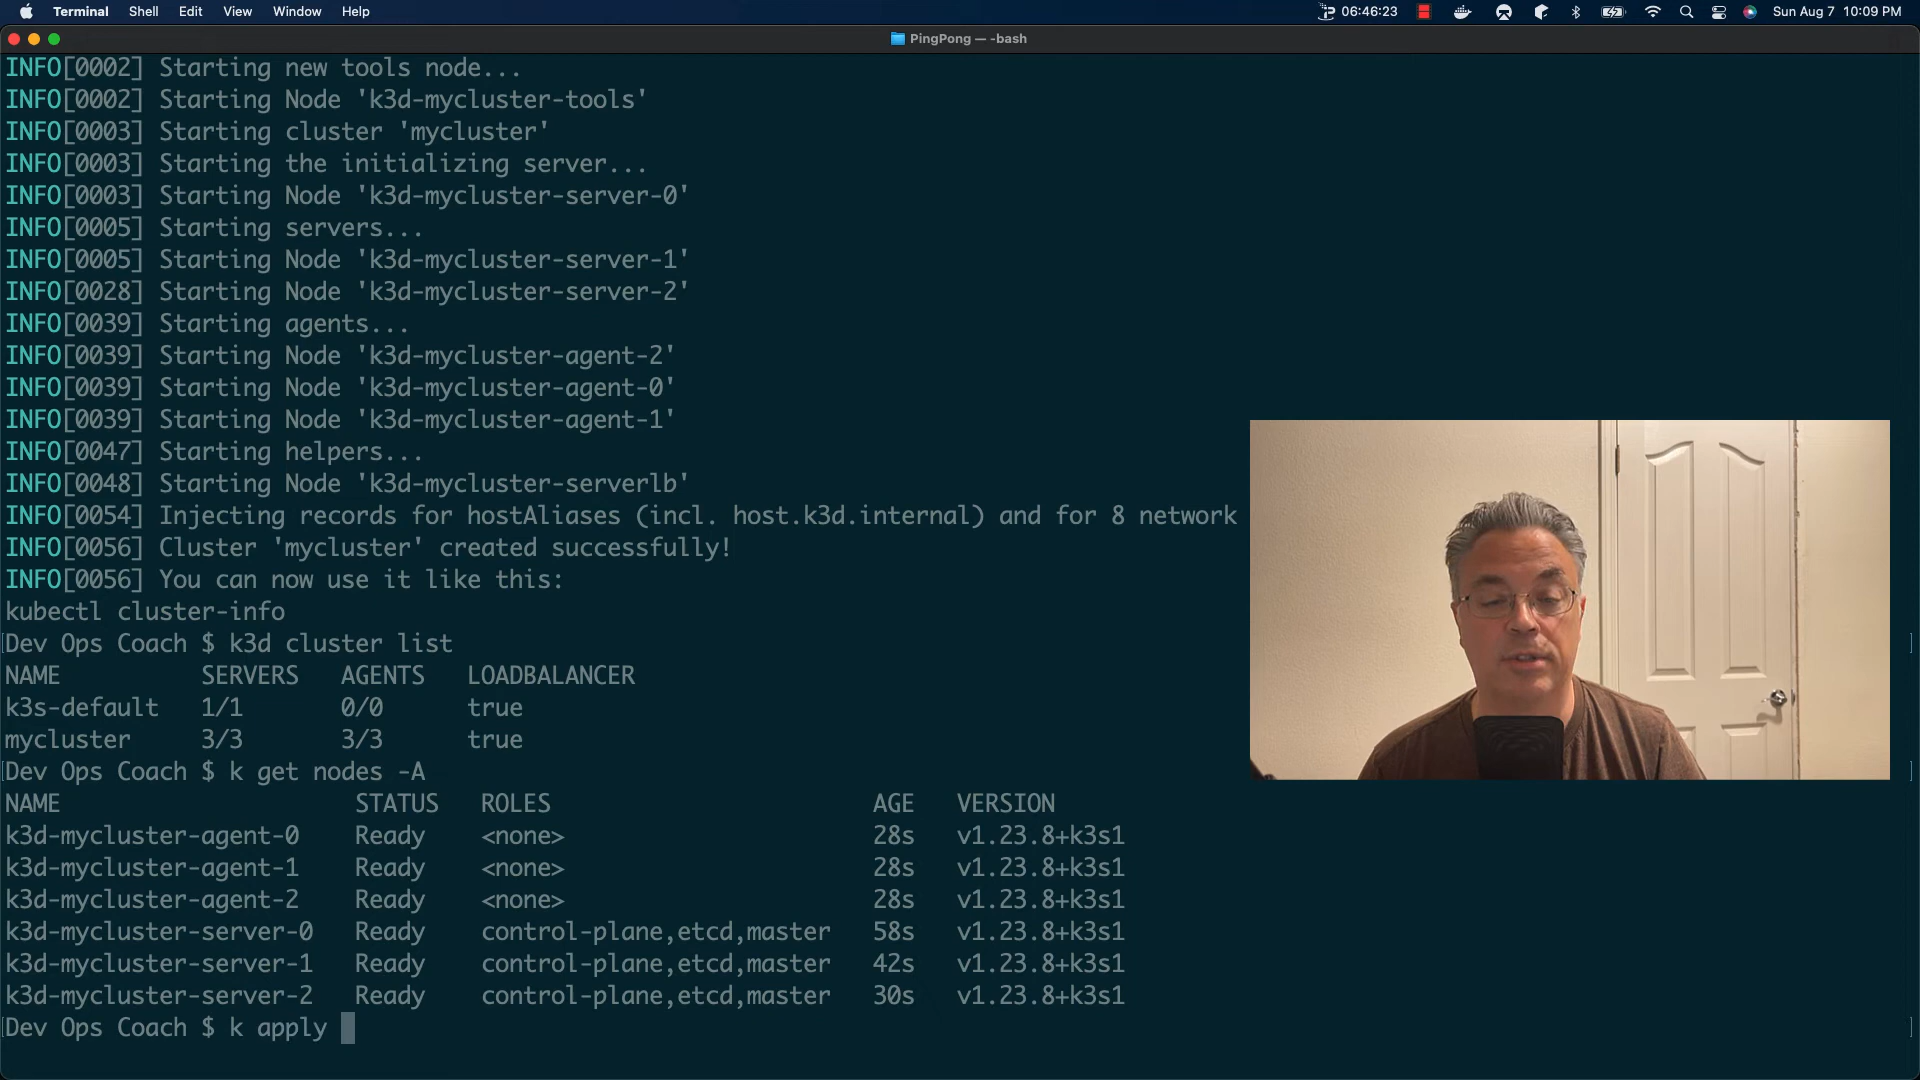 Terminal Shell Edit View Window Help 06:46:23 Sun Aug 7 10:09 PM
PingPong — -bash
INFO[0002] Starting new tools node...
INFO[0002] Starting Node 'k3d-mycluster-tools'
INFO[0003] Starting cluster 'mycluster'
INFO[0003] Starting the initializing server...
INFO[0003] Starting Node 'k3d-mycluster-server-0'
INFO[0005] Starting servers...
INFO[0005] Starting Node 'k3d-mycluster-server-1'
INFO[0028] Starting Node 'k3d-mycluster-server-2'
INFO[0039] Starting agents...
INFO[0039] Starting Node 'k3d-mycluster-agent-2'
INFO[0039] Starting Node 'k3d-mycluster-agent-0'
INFO[0039] Starting Node 'k3d-mycluster-agent-1'
INFO[0047] Starting helpers...
INFO[0048] Starting Node 'k3d-mycluster-serverlb'
INFO[0054] Injecting records for hostAliases (incl. host.k3d.internal) and for 8 network
INFO[0056] Cluster 'mycluster' created successfully!
INFO[0056] You can now use it like this:
kubectl cluster-info
[Dev Ops Coach $ k3d cluster list ]
NAME SERVERS AGENTS LOADBALANCER
k3s-default 1/1 0/0 true
mycluster 3/3 3/3 true
[Dev Ops Coach $ k get nodes -A ]
NAME STATUS ROLES AGE VERSION
k3d-mycluster-agent-0 Ready <none> 28s v1.23.8+k3s1
k3d-mycluster-agent-1 Ready <none> 28s v1.23.8+k3s1
k3d-mycluster-agent-2 Ready <none> 28s v1.23.8+k3s1
k3d-mycluster-server-0 Ready control-plane,etcd,master 58s v1.23.8+k3s1
k3d-mycluster-server-1 Ready control-plane,etcd,master 42s v1.23.8+k3s1
k3d-mycluster-server-2 Ready control-plane,etcd,master 30s v1.23.8+k3s1
[Dev Ops Coach $ k apply ]